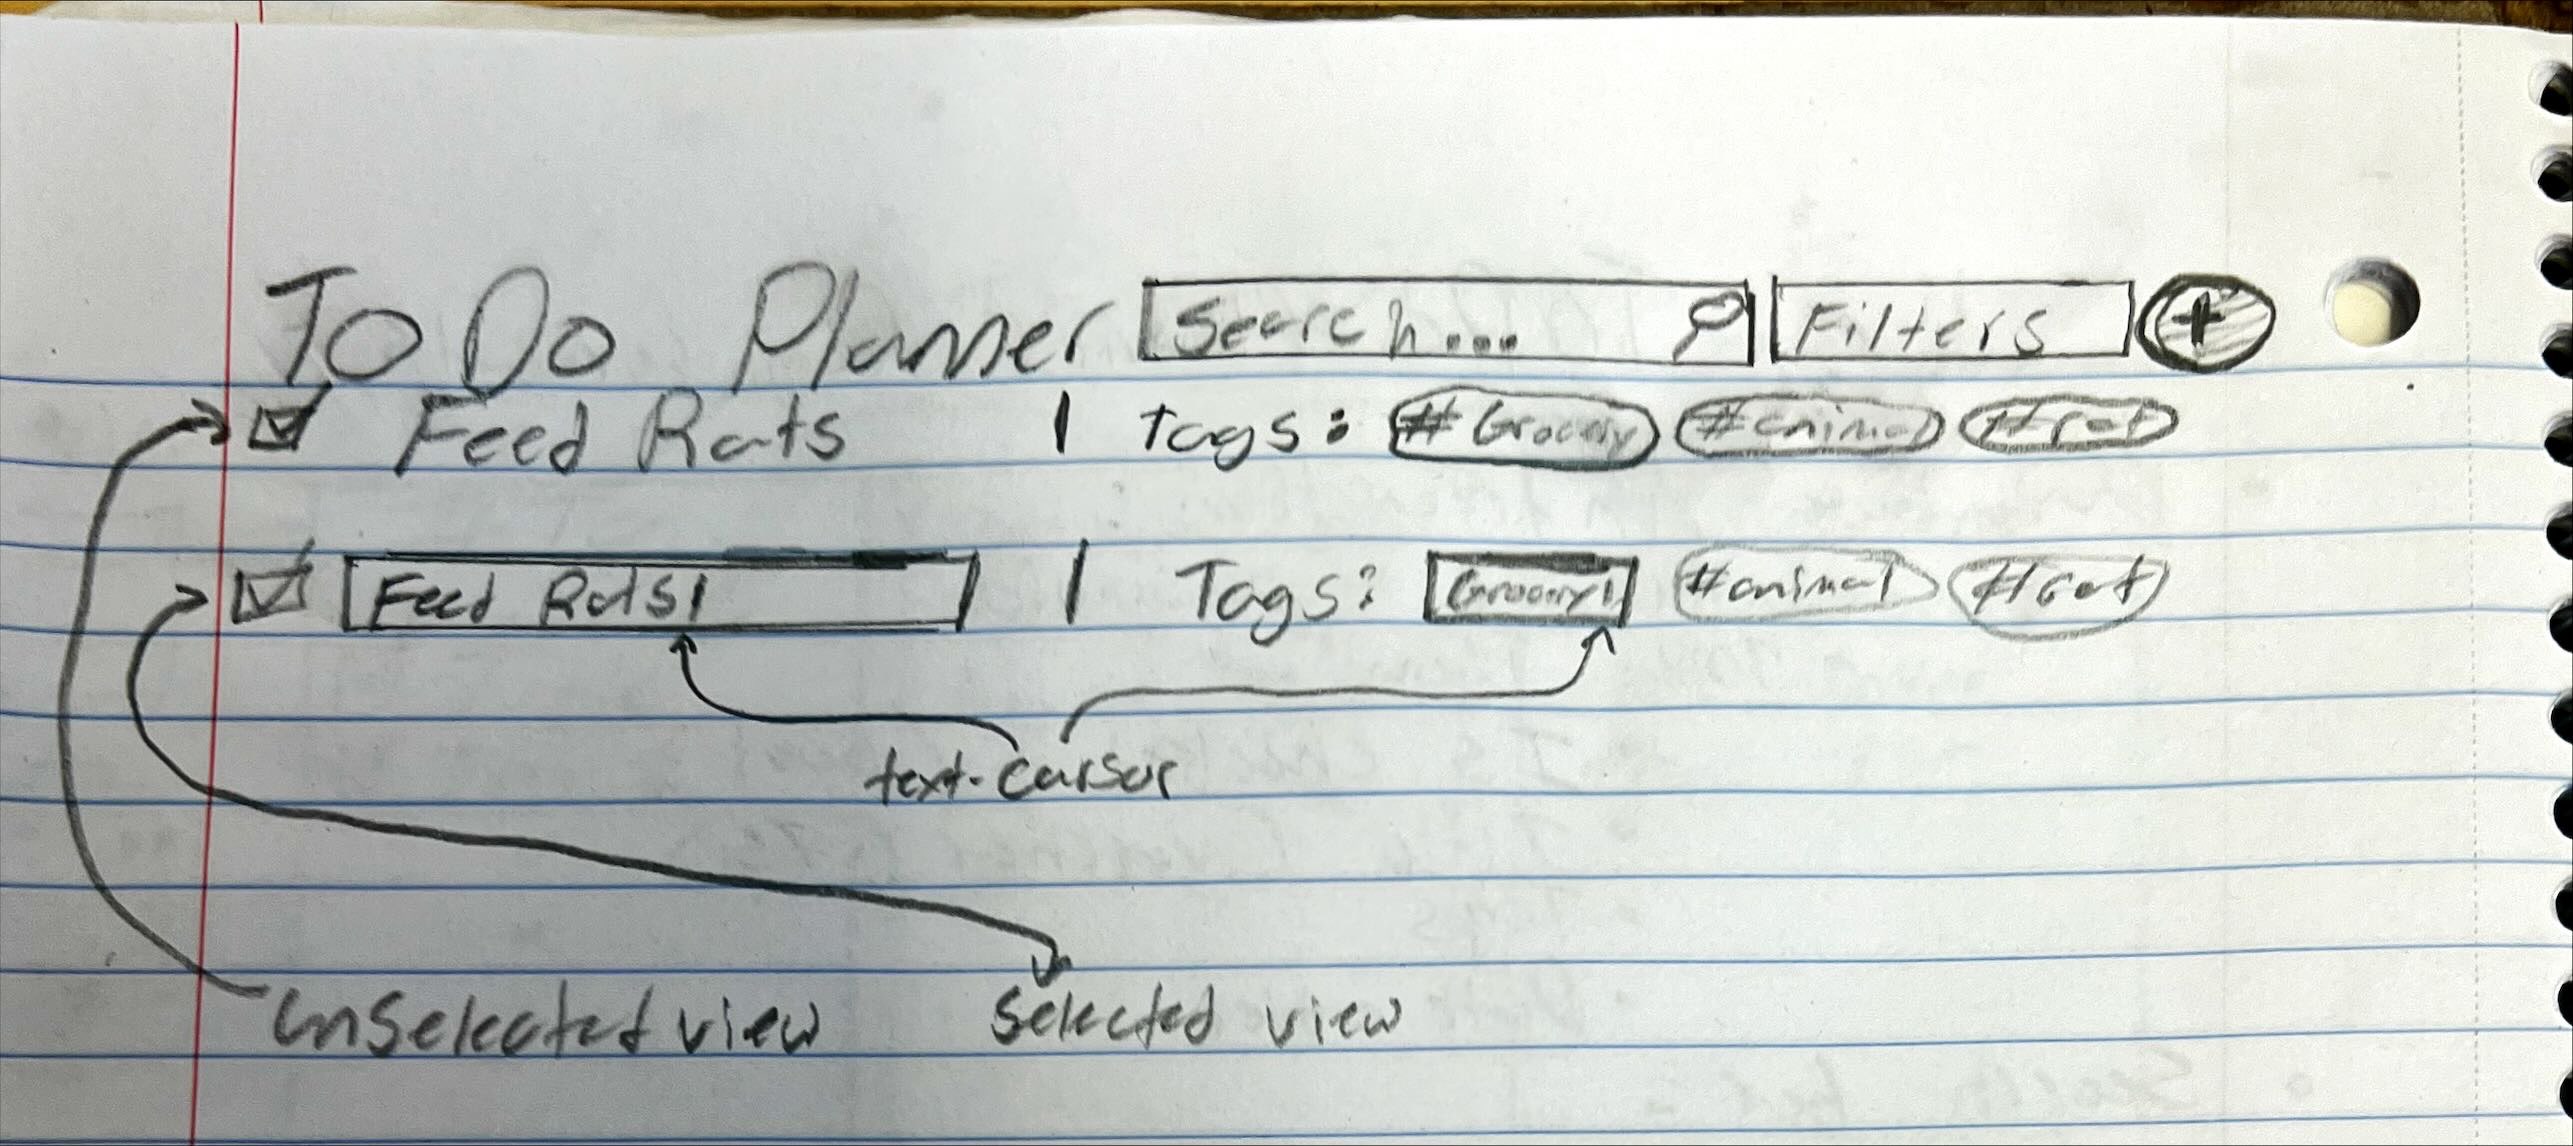 To Do Planner Search... Filters +
Feed Rats | Tags: #Grocery #animal #rat
Feed Rats| | Tags: Grocery| #animal #rat
text-cursor
unselected view selected view